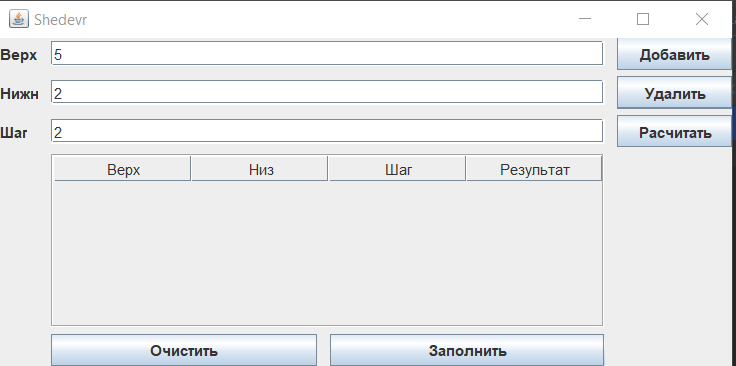 Shedevr
Верх 5 Добавить
Нижн 2 Удалить
Шаг 2 Расчитать
Верх Низ Шаг Результат
Очистить Заполнить